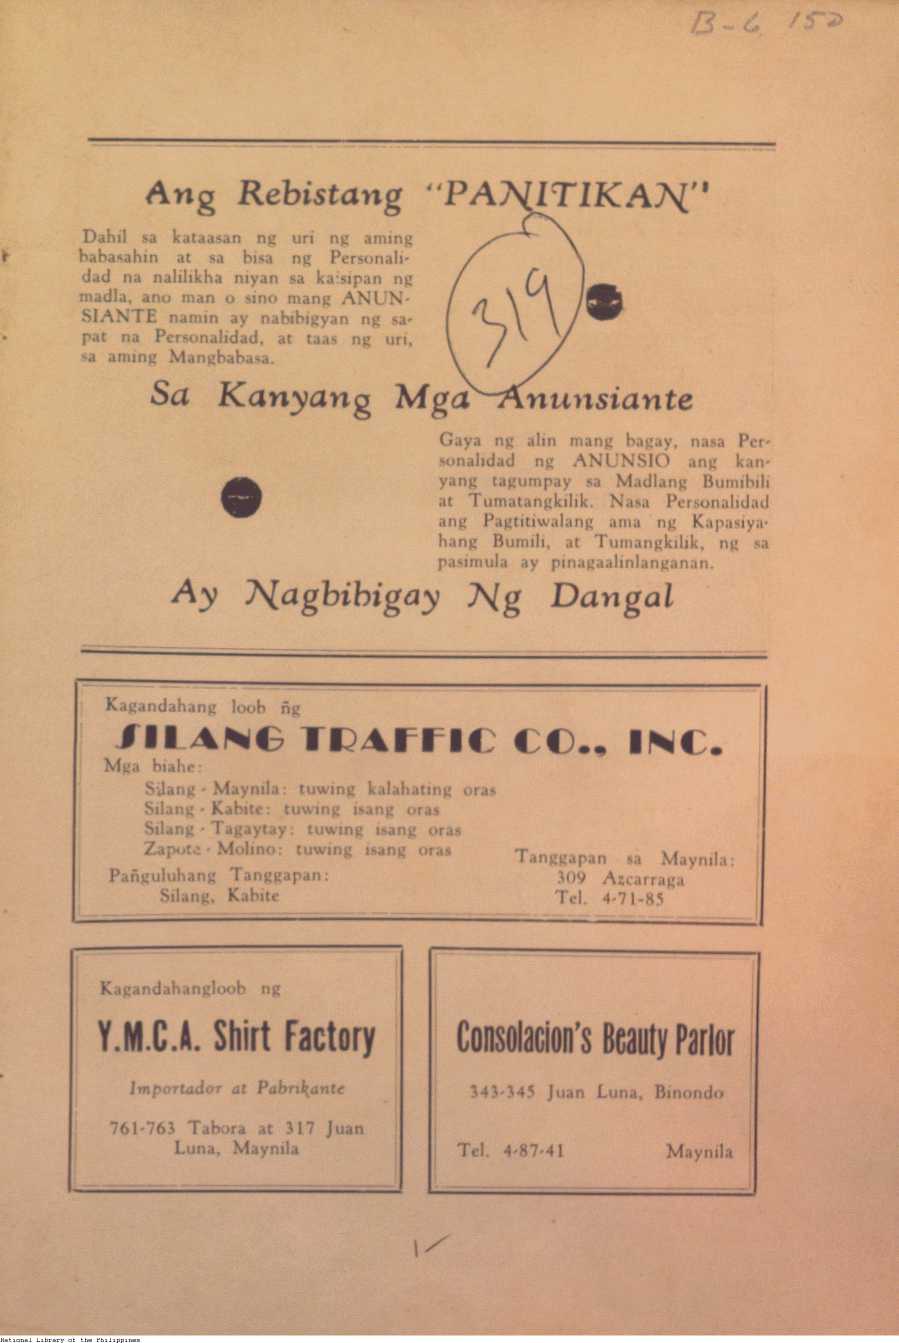 B-6, 150
Ang Rebistang "PANITIKAN"
Dahil sa kataasan ng uri ng aming
babasahin at sa bisa ng Personali-
dad na nalilikha niyan sa kaisipan ng
madla, ano man o sino mang ANUN-
SIANTE namin ay nabibigyan ng sa-
pat na Personalidad, at taas ng uri,
sa aming Mangbabasa.
319
Sa Kanyang Mga Anunsiante
Gaya ng alin mang bagay, nasa Per-
sonalidad ng ANUNSIO ang kan-
yang tagumpay sa Madlang Bumibili
at Tumatangkilik. Nasa Personalidad
ang Pagtitiwalang ama ng Kapasiya-
hang Bumili, at Tumangkilik, ng sa
pasimula ay pinagaalinlanganan.
Ay Nagbibigay Ng Dangal
Kagandahang loob ñg
SILANG TRAFFIC CO., INC.
Mga biahe:
Silang - Maynila: tuwing kalahating oras
Silang - Kabite: tuwing isang oras
Silang - Tagaytay: tuwing isang oras
Zapote - Molino: tuwing isang oras
Pañguluhang Tanggapan:
Silang, Kabite
Tanggapan sa Maynila:
309 Azcarraga
Tel. 4-71-85
Kagandahangloob ng
Y.M.C.A. Shirt Factory
Importador at Pabrikante
761-763 Tabora at 317 Juan
Luna, Maynila
Consolacion's Beauty Parlor
343-345 Juan Luna, Binondo
Tel. 4-87-41 Maynila
National Library of the Philippines